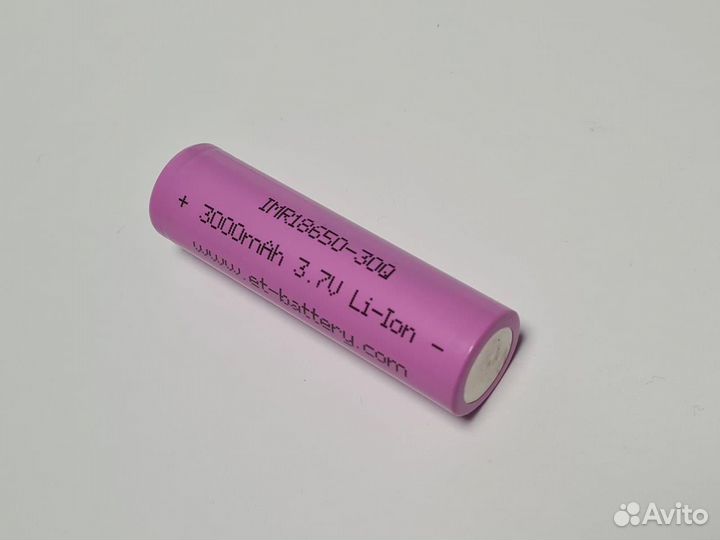 IMR18650-30Q
+ 3000mAh 3.7V Li-Ion -
www.et-battery.com
Avito